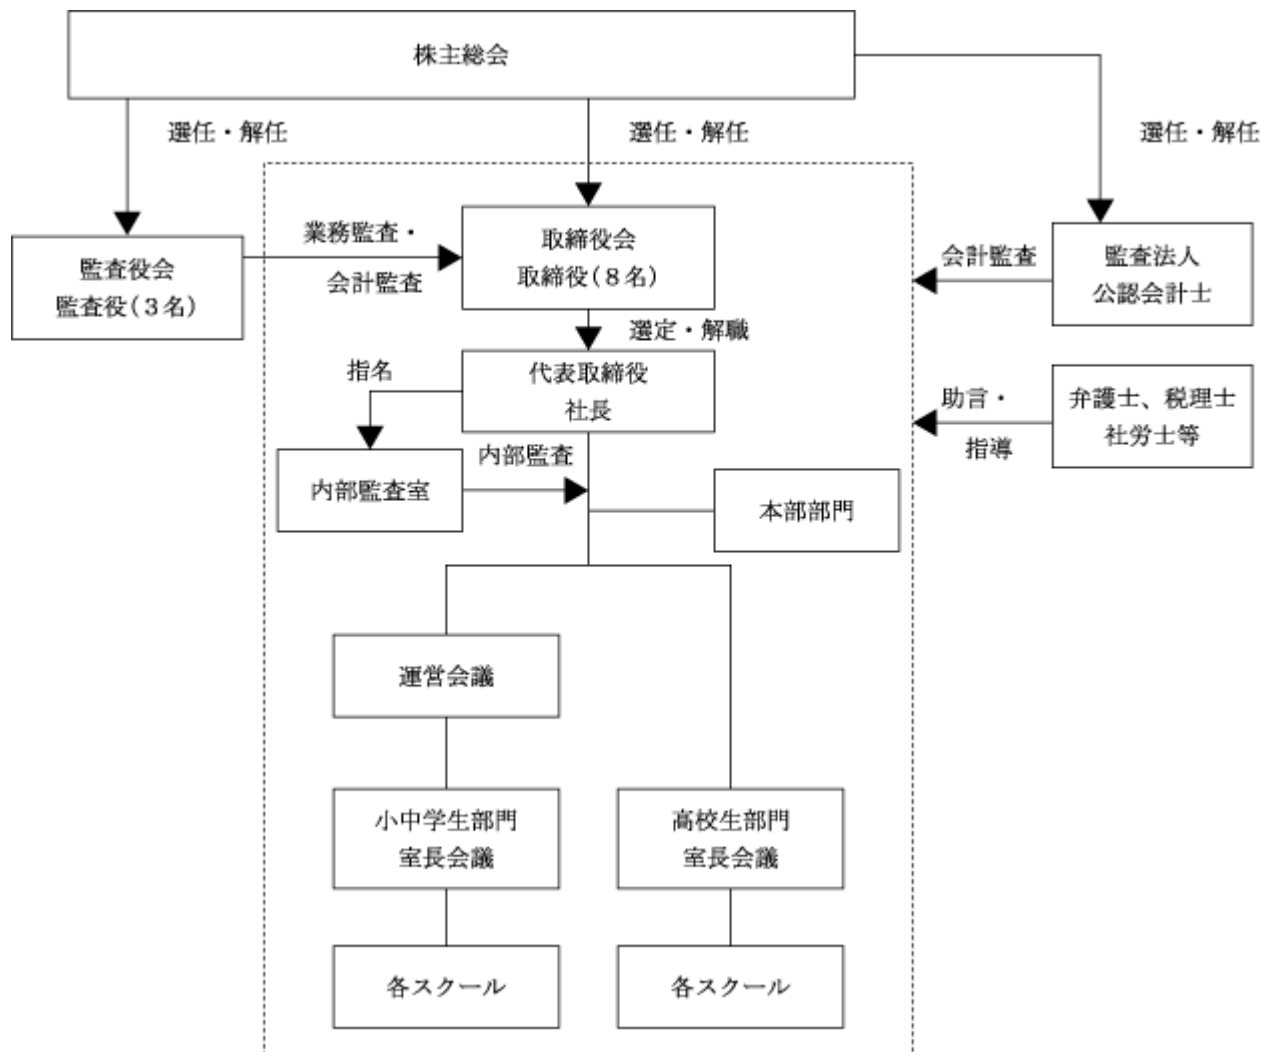 株主総会
選任・解任
選任・解任
選任・解任
業務監査・
会計監査
取締役会
取締役(8名)
監査役会
監査役(3名)
会計監査
監査法人
公認会計士
選定・解職
指名
代表取締役
社長
助言・
指導
弁護士、税理士
社労士等
内部監査
内部監査室
本部部門
運営会議
小中学生部門
室長会議
高校生部門
室長会議
各スクール
各スクール